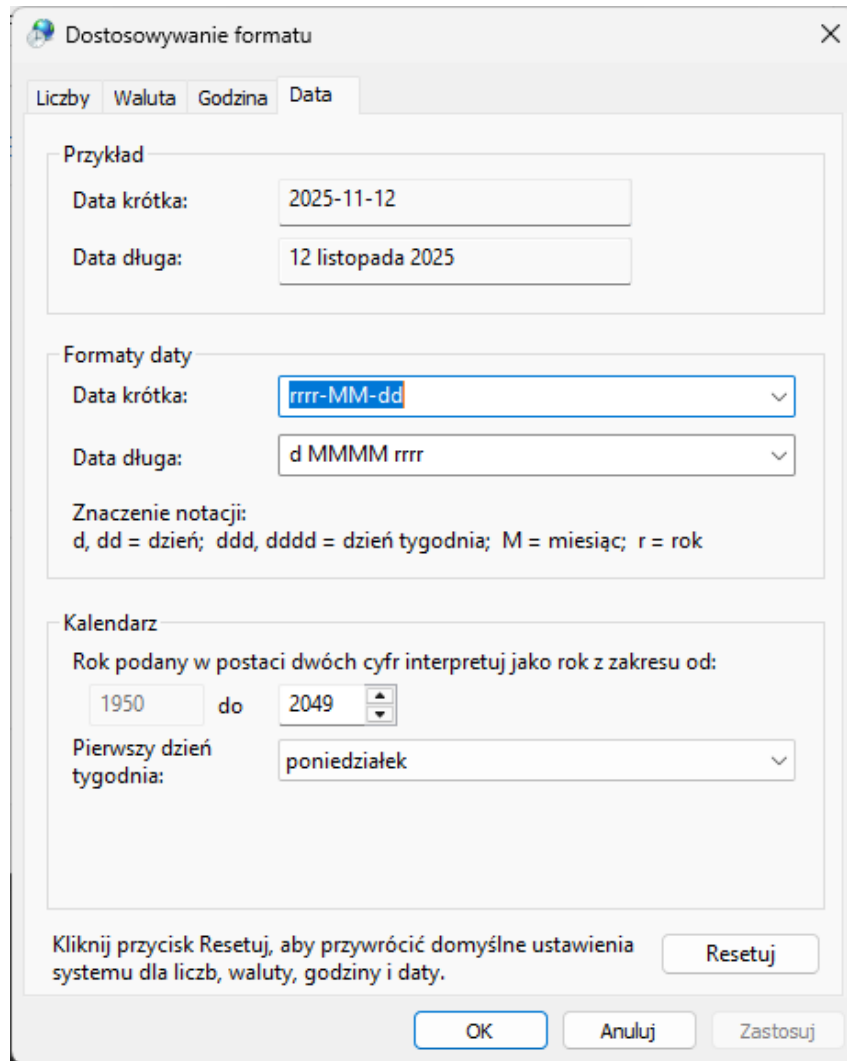 Dostosowywanie formatu
Liczby Waluta Godzina Data
Przykład
Data krótka: 2025-11-12
Data długa: 12 listopada 2025
Formaty daty
Data krótka: rrrr-MM-dd
Data długa: d MMMM rrrr
Znaczenie notacji:
d, dd = dzień; ddd, dddd = dzień tygodnia; M = miesiąc; r = rok
Kalendarz
Rok podany w postaci dwóch cyfr interpretuj jako rok z zakresu od:
1950 do 2049
Pierwszy dzień
tygodnia: poniedziałek
Kliknij przycisk Resetuj, aby przywrócić domyślne ustawienia
systemu dla liczb, waluty, godziny i daty. Resetuj
OK Anuluj Zastosuj